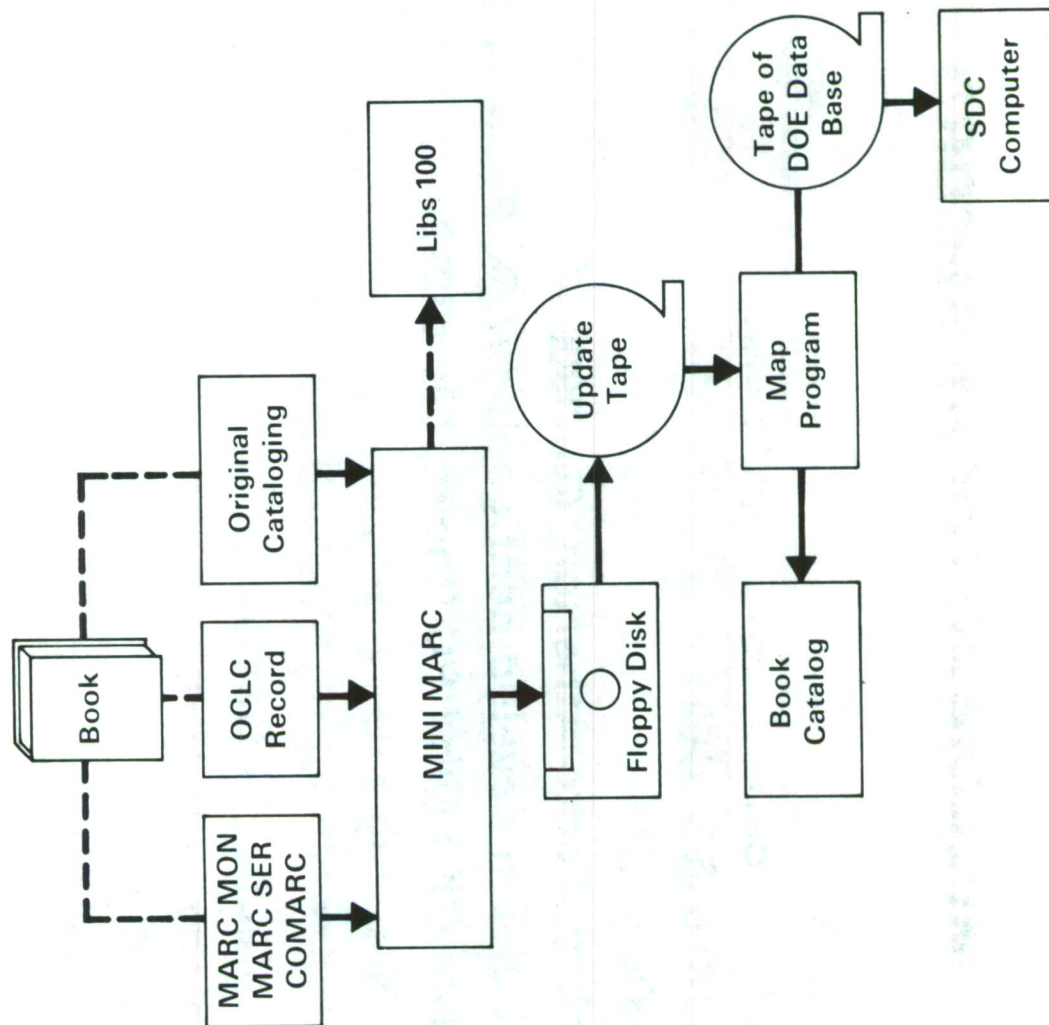 Book
MARC MON
MARC SER
COMARC
OCLC
Record
Original
Cataloging
MINI MARC
Libs 100
Floppy Disk
Update
Tape
Book
Catalog
Map
Program
Tape of
DOE Data
Base
SDC
Computer